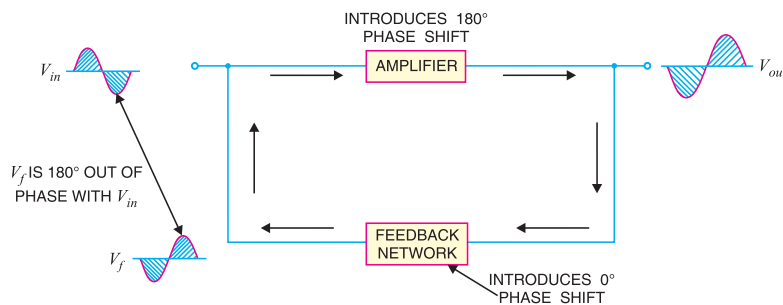 INTRODUCES 180°
PHASE SHIFT
V_in
AMPLIFIER
V_ou
V_f IS 180° OUT OF
PHASE WITH V_in
V_f
FEEDBACK
NETWORK
INTRODUCES 0°
PHASE SHIFT